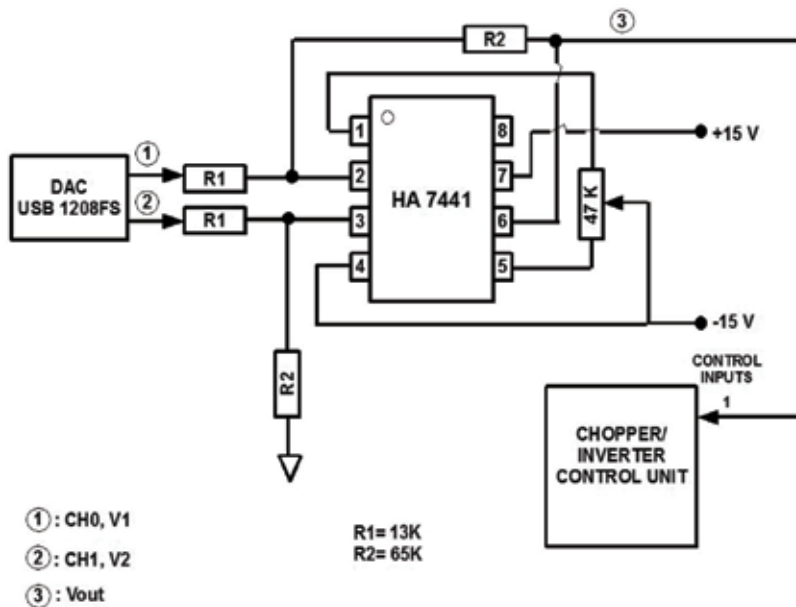 R2
3
1
8
+15 V
1
DAC
USB 1208FS
R1
2
7
HA 7441
2
R1
3
6
47 K
4
5
-15 V
R2
CONTROL
INPUTS
1
CHOPPER/
INVERTER
CONTROL UNIT
1 : CH0, V1
R1= 13K
R2= 65K
2 : CH1, V2
3 : Vout